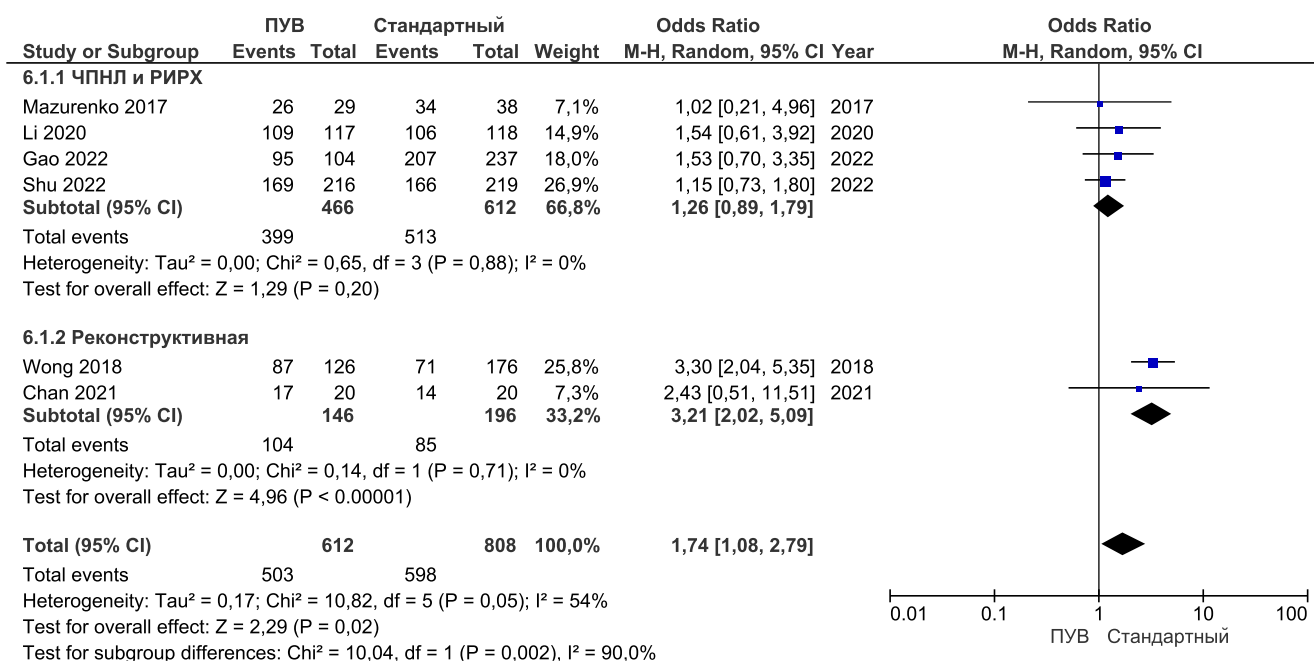 ПУВ Стандартный Odds Ratio Odds Ratio
Study or Subgroup Events Total Events Total Weight M-H, Random, 95% CI Year M-H, Random, 95% CI
6.1.1 ЧПНЛ и РИРХ
Mazurenko 2017 26 29 34 38 7,1% 1,02 [0,21, 4,96] 2017
Li 2020 109 117 106 118 14,9% 1,54 [0,61, 3,92] 2020
Gao 2022 95 104 207 237 18,0% 1,53 [0,70, 3,35] 2022
Shu 2022 169 216 166 219 26,9% 1,15 [0,73, 1,80] 2022
Subtotal (95% CI) 466 612 66,8% 1,26 [0,89, 1,79]
Total events 399 513
Heterogeneity: Tau² = 0,00; Chi² = 0,65, df = 3 (P = 0,88); I² = 0%
Test for overall effect: Z = 1,29 (P = 0,20)
6.1.2 Реконструктивная
Wong 2018 87 126 71 176 25,8% 3,30 [2,04, 5,35] 2018
Chan 2021 17 20 14 20 7,3% 2,43 [0,51, 11,51] 2021
Subtotal (95% CI) 146 196 33,2% 3,21 [2,02, 5,09]
Total events 104 85
Heterogeneity: Tau² = 0,00; Chi² = 0,14, df = 1 (P = 0,71); I² = 0%
Test for overall effect: Z = 4,96 (P < 0.00001)
Total (95% CI) 612 808 100,0% 1,74 [1,08, 2,79]
Total events 503 598
Heterogeneity: Tau² = 0,17; Chi² = 10,82, df = 5 (P = 0,05); I² = 54%
Test for overall effect: Z = 2,29 (P = 0,02)
Test for subgroup differences: Chi² = 10,04, df = 1 (P = 0,002), I² = 90,0%
0.01 0.1 1 10 100
ПУВ Стандартный